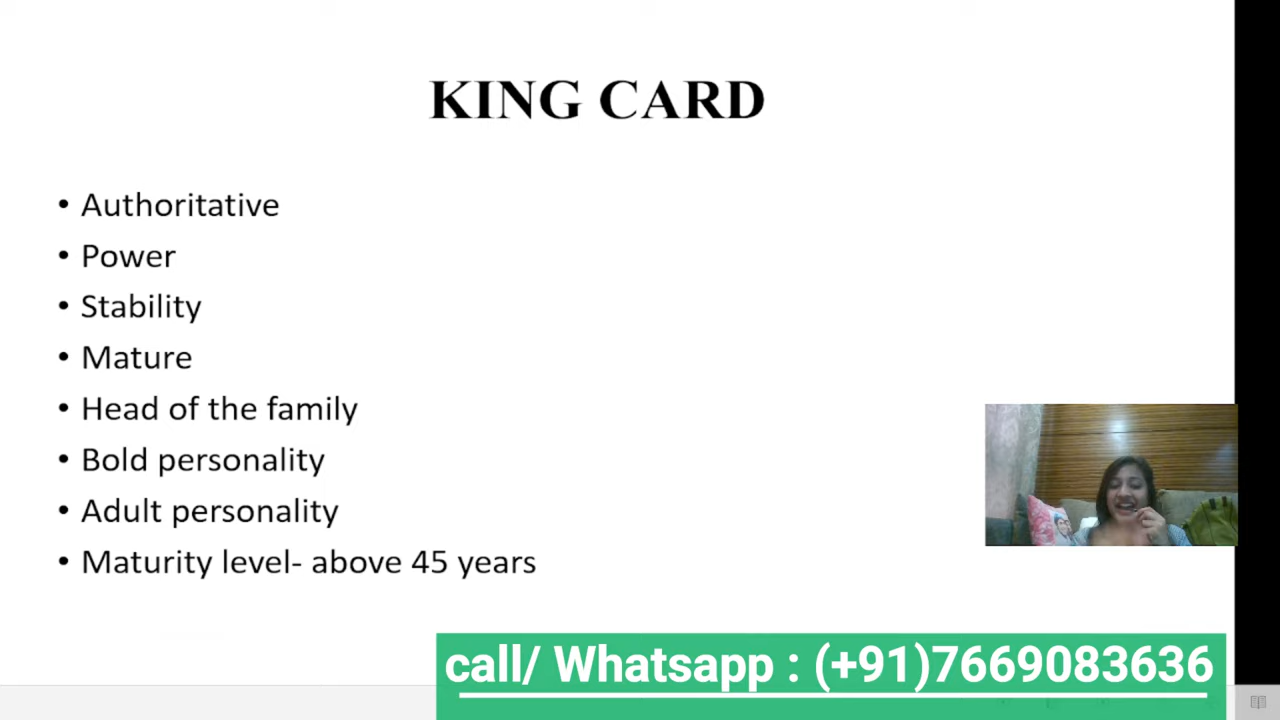 KING CARD
• Authoritative
• Power
• Stability
• Mature
• Head of the family
• Bold personality
• Adult personality
• Maturity level- above 45 years
call/ Whatsapp : (+91)7669083636